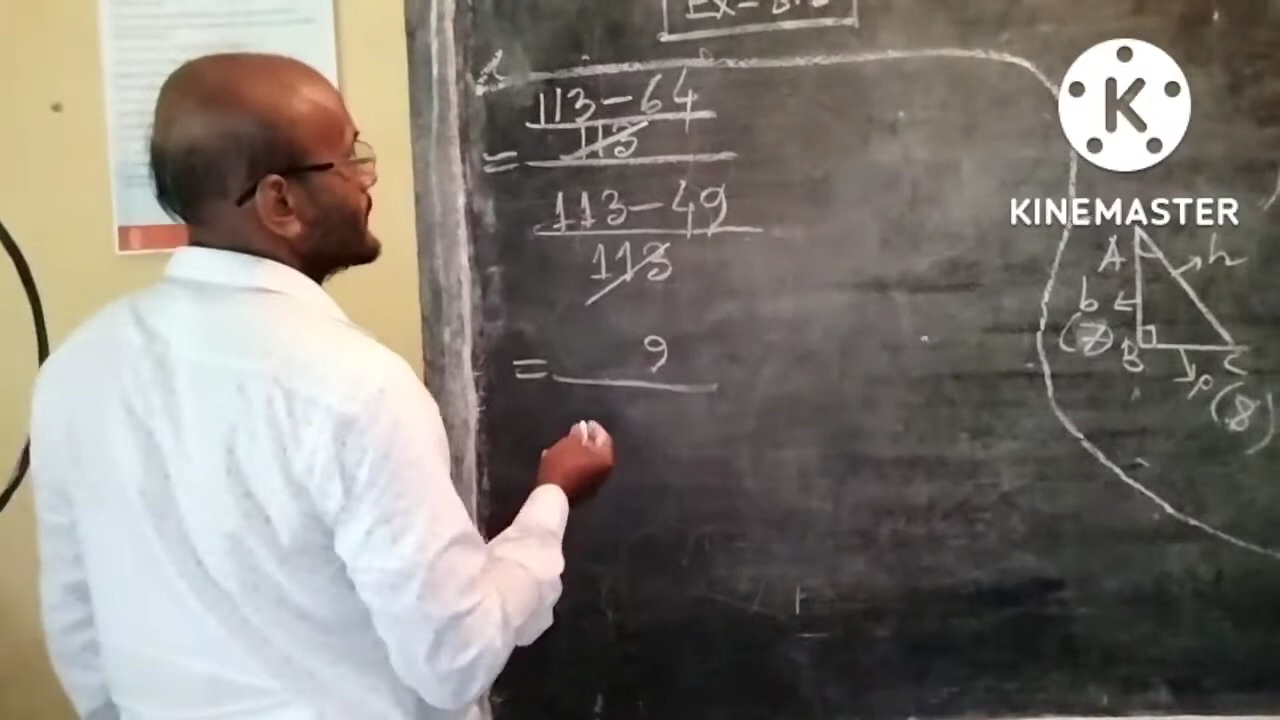 113-64
113
=
113-49
113
= 9
K
KINEMASTER
A
h
b
(7)
B
C
p
(8)